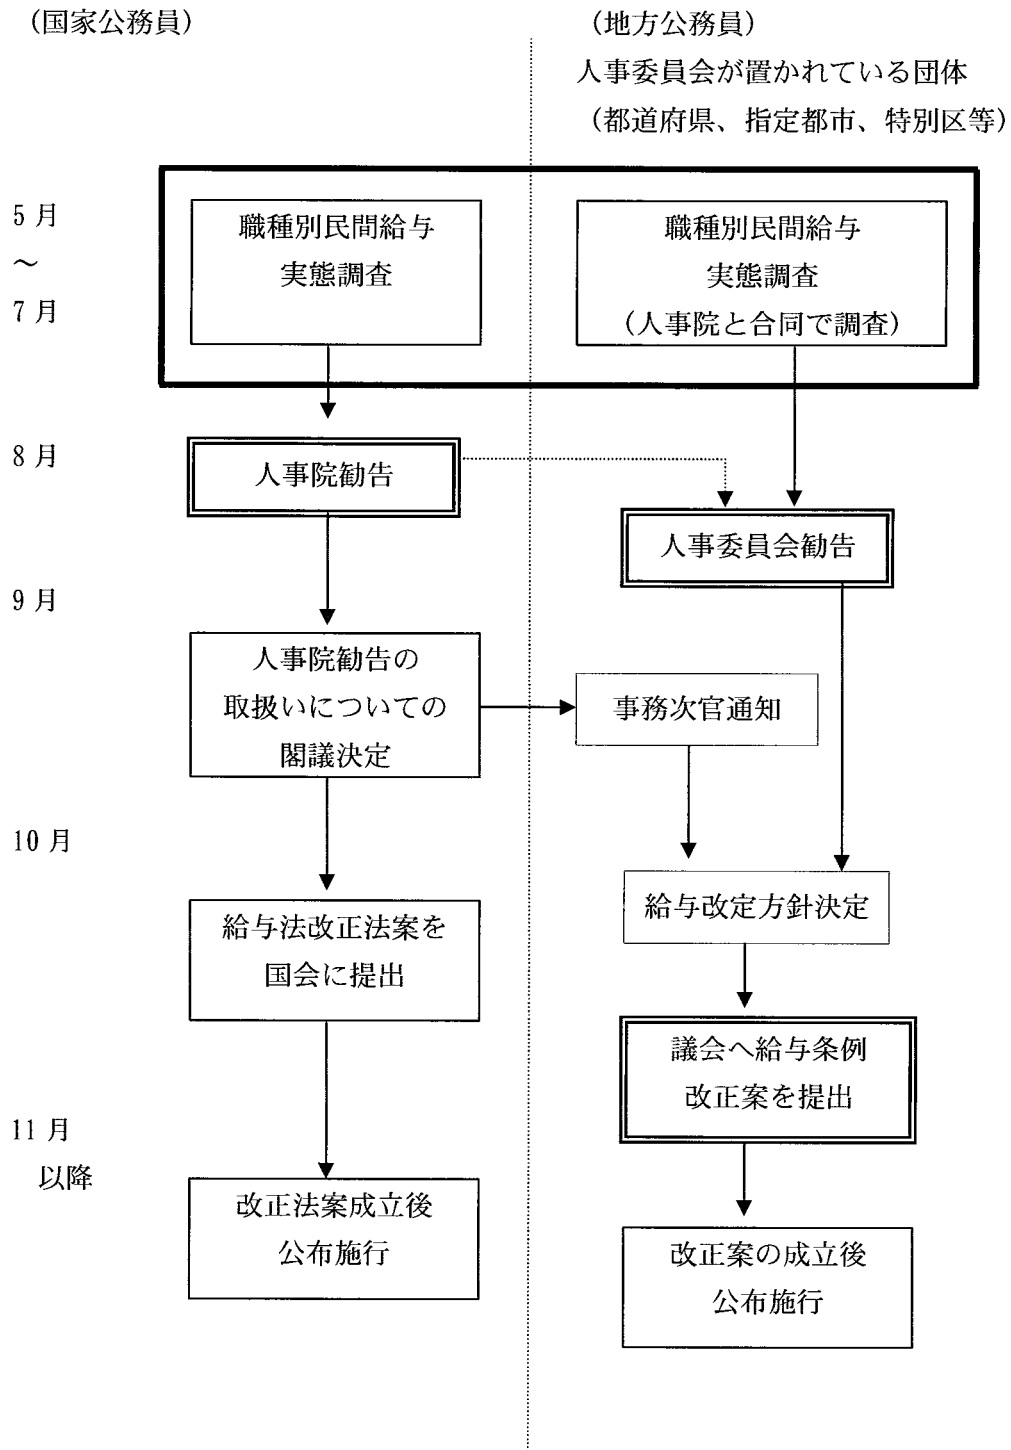 （国家公務員）
（地方公務員）
人事委員会が置かれている団体
（都道府県、指定都市、特別区等）
5 月
～
7 月
職種別民間給与
実態調査
職種別民間給与
実態調査
（人事院と合同で調査）
8 月
人事院勧告
人事委員会勧告
9 月
人事院勧告の
取扱いについての
閣議決定
事務次官通知
10 月
給与改定方針決定
給与法改正法案を
国会に提出
議会へ給与条例
改正案を提出
11 月
以降
改正法案成立後
公布施行
改正案の成立後
公布施行